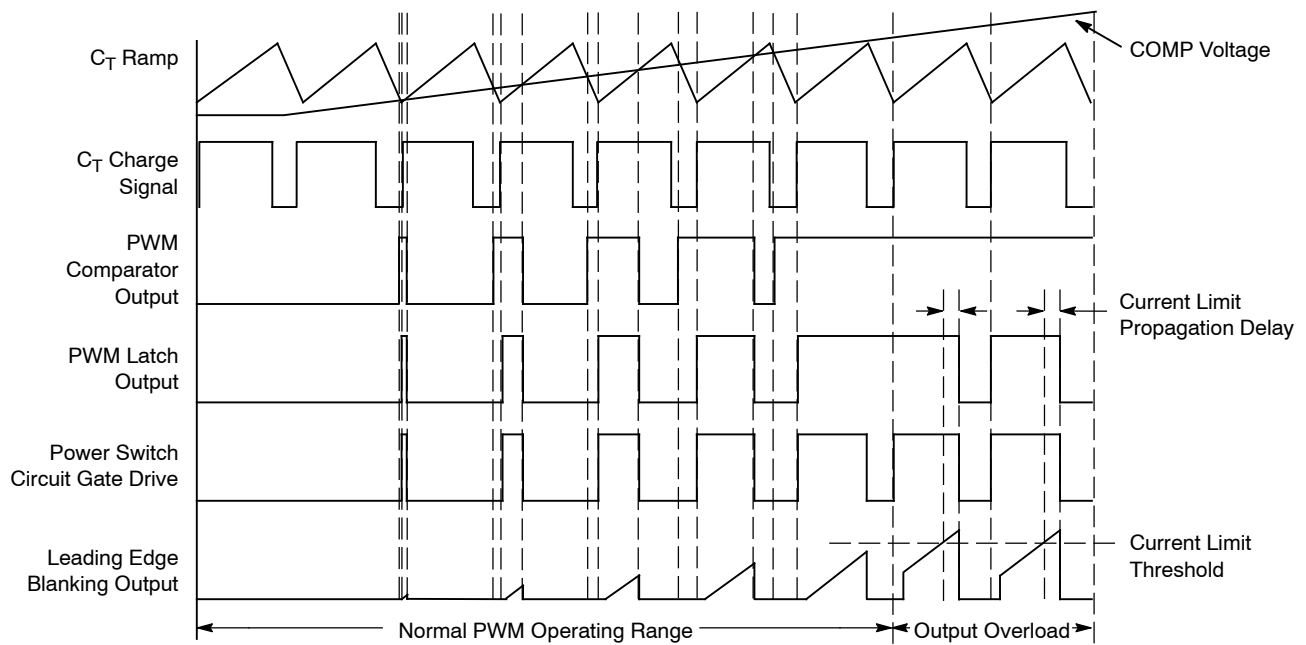 C_T Ramp
COMP Voltage
C_T Charge
Signal
PWM
Comparator
Output
Current Limit
Propagation Delay
PWM Latch
Output
Power Switch
Circuit Gate Drive
Leading Edge
Blanking Output
Current Limit
Threshold
Normal PWM Operating Range
Output Overload